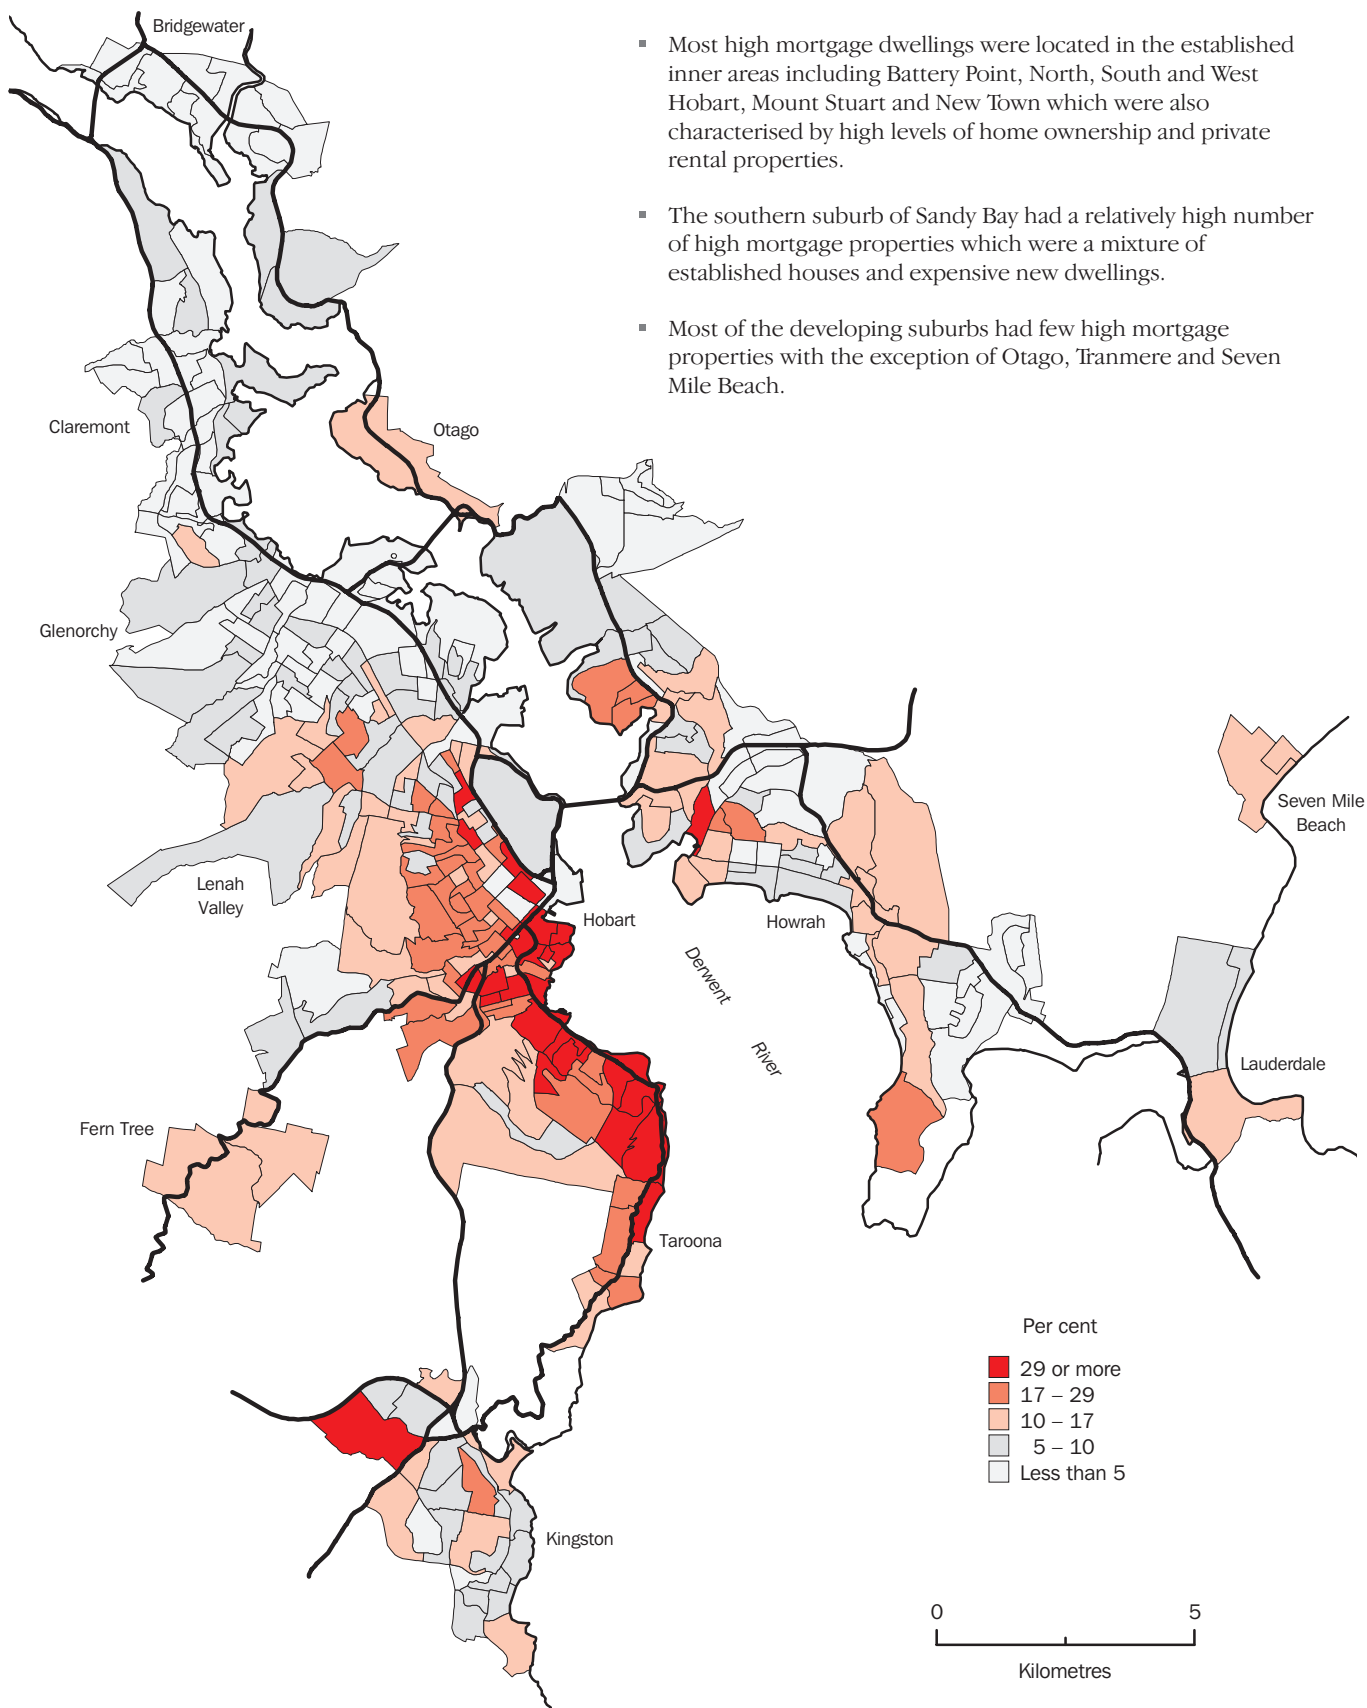 Bridgewater
▪ Most high mortgage dwellings were located in the established
inner areas including Battery Point, North, South and West
Hobart, Mount Stuart and New Town which were also
characterised by high levels of home ownership and private
rental properties.
▪ The southern suburb of Sandy Bay had a relatively high number
of high mortgage properties which were a mixture of
established houses and expensive new dwellings.
▪ Most of the developing suburbs had few high mortgage
properties with the exception of Otago, Tranmere and Seven
Mile Beach.
Claremont
Otago
Glenorchy
Seven Mile
Beach
Lenah
Valley
Hobart
Howrah
Derwent
River
Lauderdale
Fern Tree
Taroona
Per cent
29 or more
17 – 29
10 – 17
5 – 10
Less than 5
Kingston
0 5
Kilometres